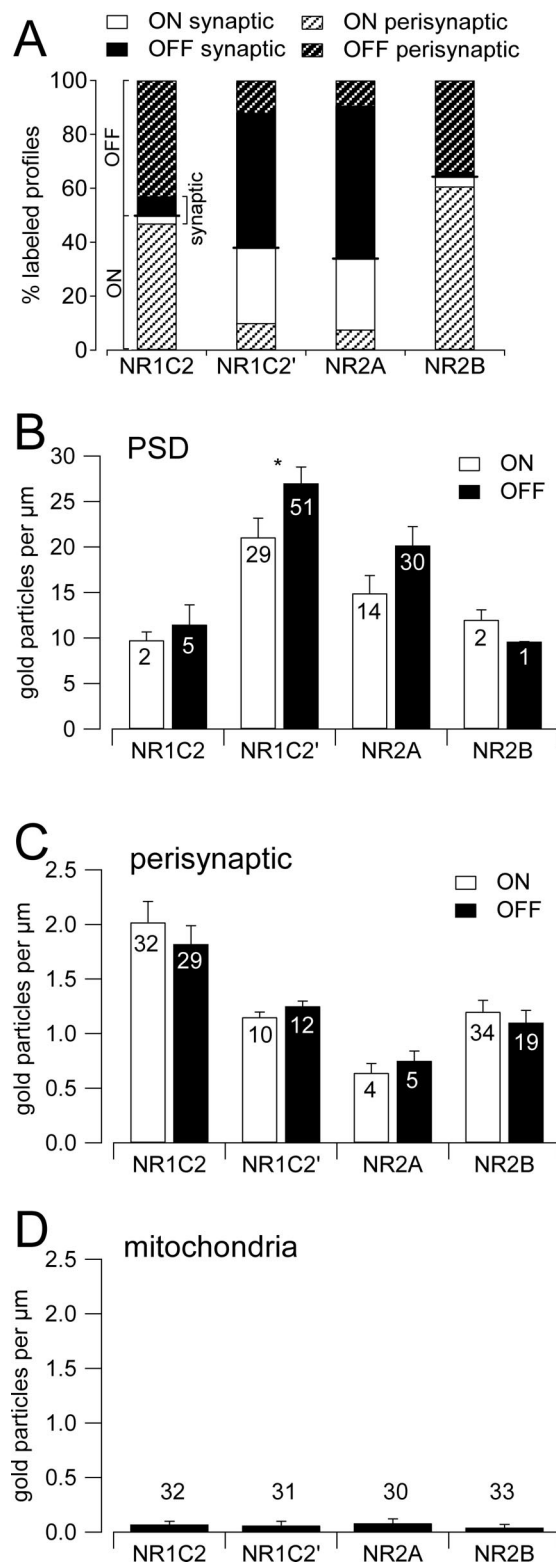 A
ON synaptic ON perisynaptic
OFF synaptic OFF perisynaptic
% labeled profiles
100
80
60
40
20
0
OFF
ON
synaptic
NR1C2 NR1C2' NR2A NR2B
B
PSD
ON
OFF
gold particles per µm
30
25
20
15
10
5
0
*
2 5 29 51 14 30 2 1
NR1C2 NR1C2' NR2A NR2B
C
perisynaptic
ON
OFF
gold particles per µm
2.5
2.0
1.5
1.0
0.5
0.0
32 29 10 12 4 5 34 19
NR1C2 NR1C2' NR2A NR2B
D
mitochondria
gold particles per µm
2.5
2.0
1.5
1.0
0.5
0.0
32 31 30 33
NR1C2 NR1C2' NR2A NR2B